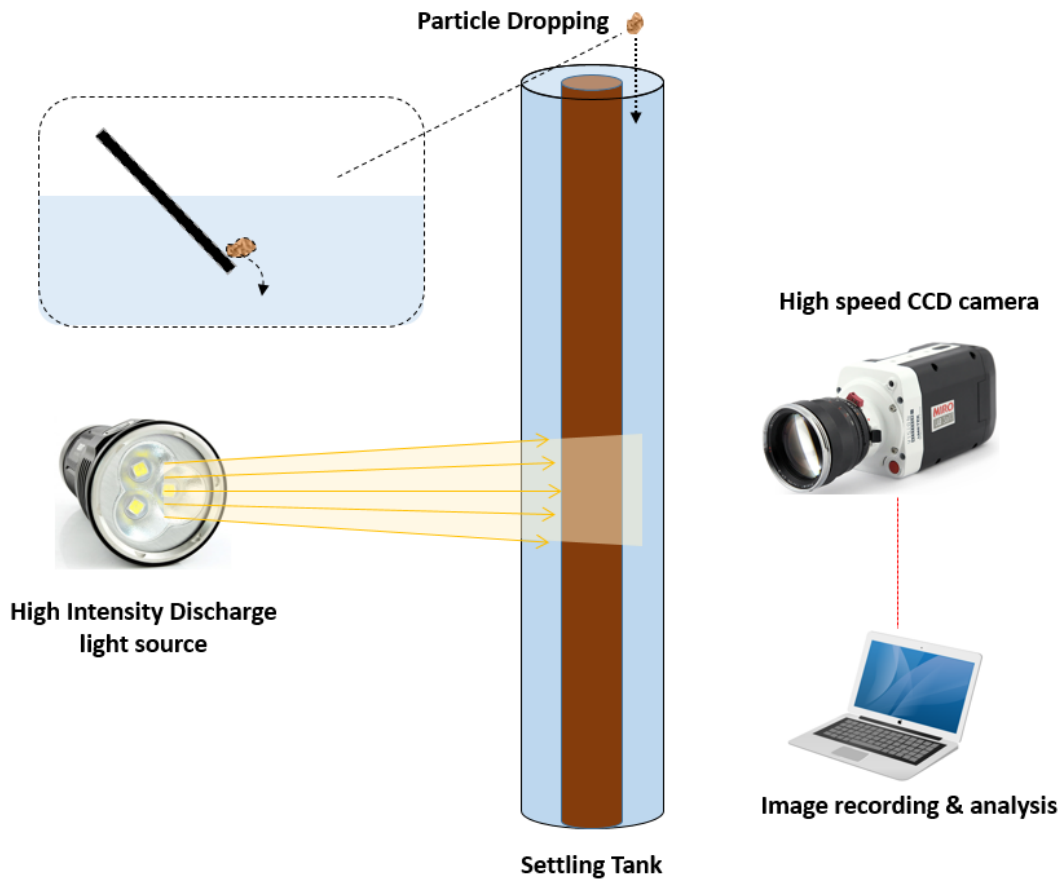 Particle Dropping
High speed CCD camera
MIRO
High Intensity Discharge
light source
Image recording & analysis
Settling Tank